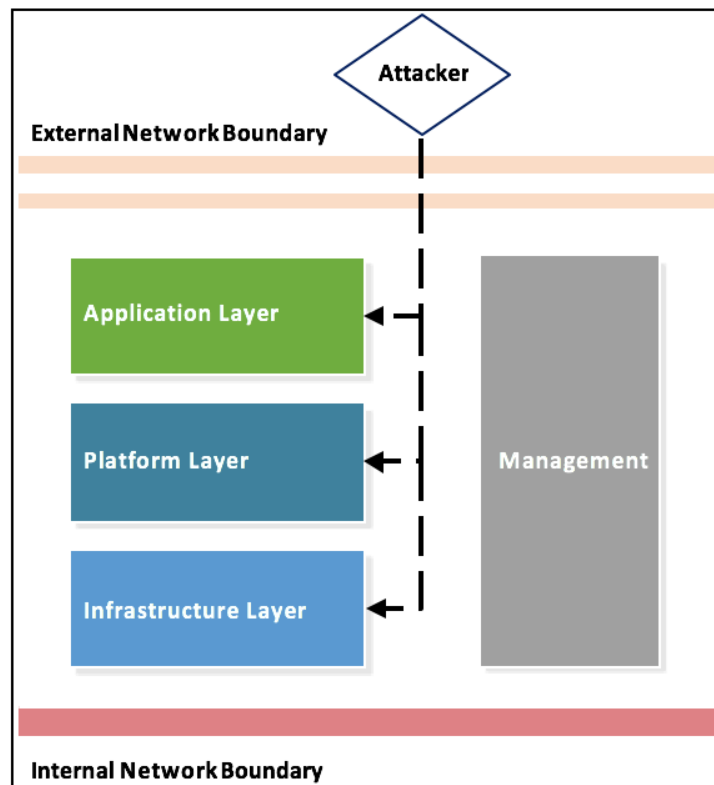 Attacker
External Network Boundary
Application Layer
Platform Layer
Management
Infrastructure Layer
Internal Network Boundary